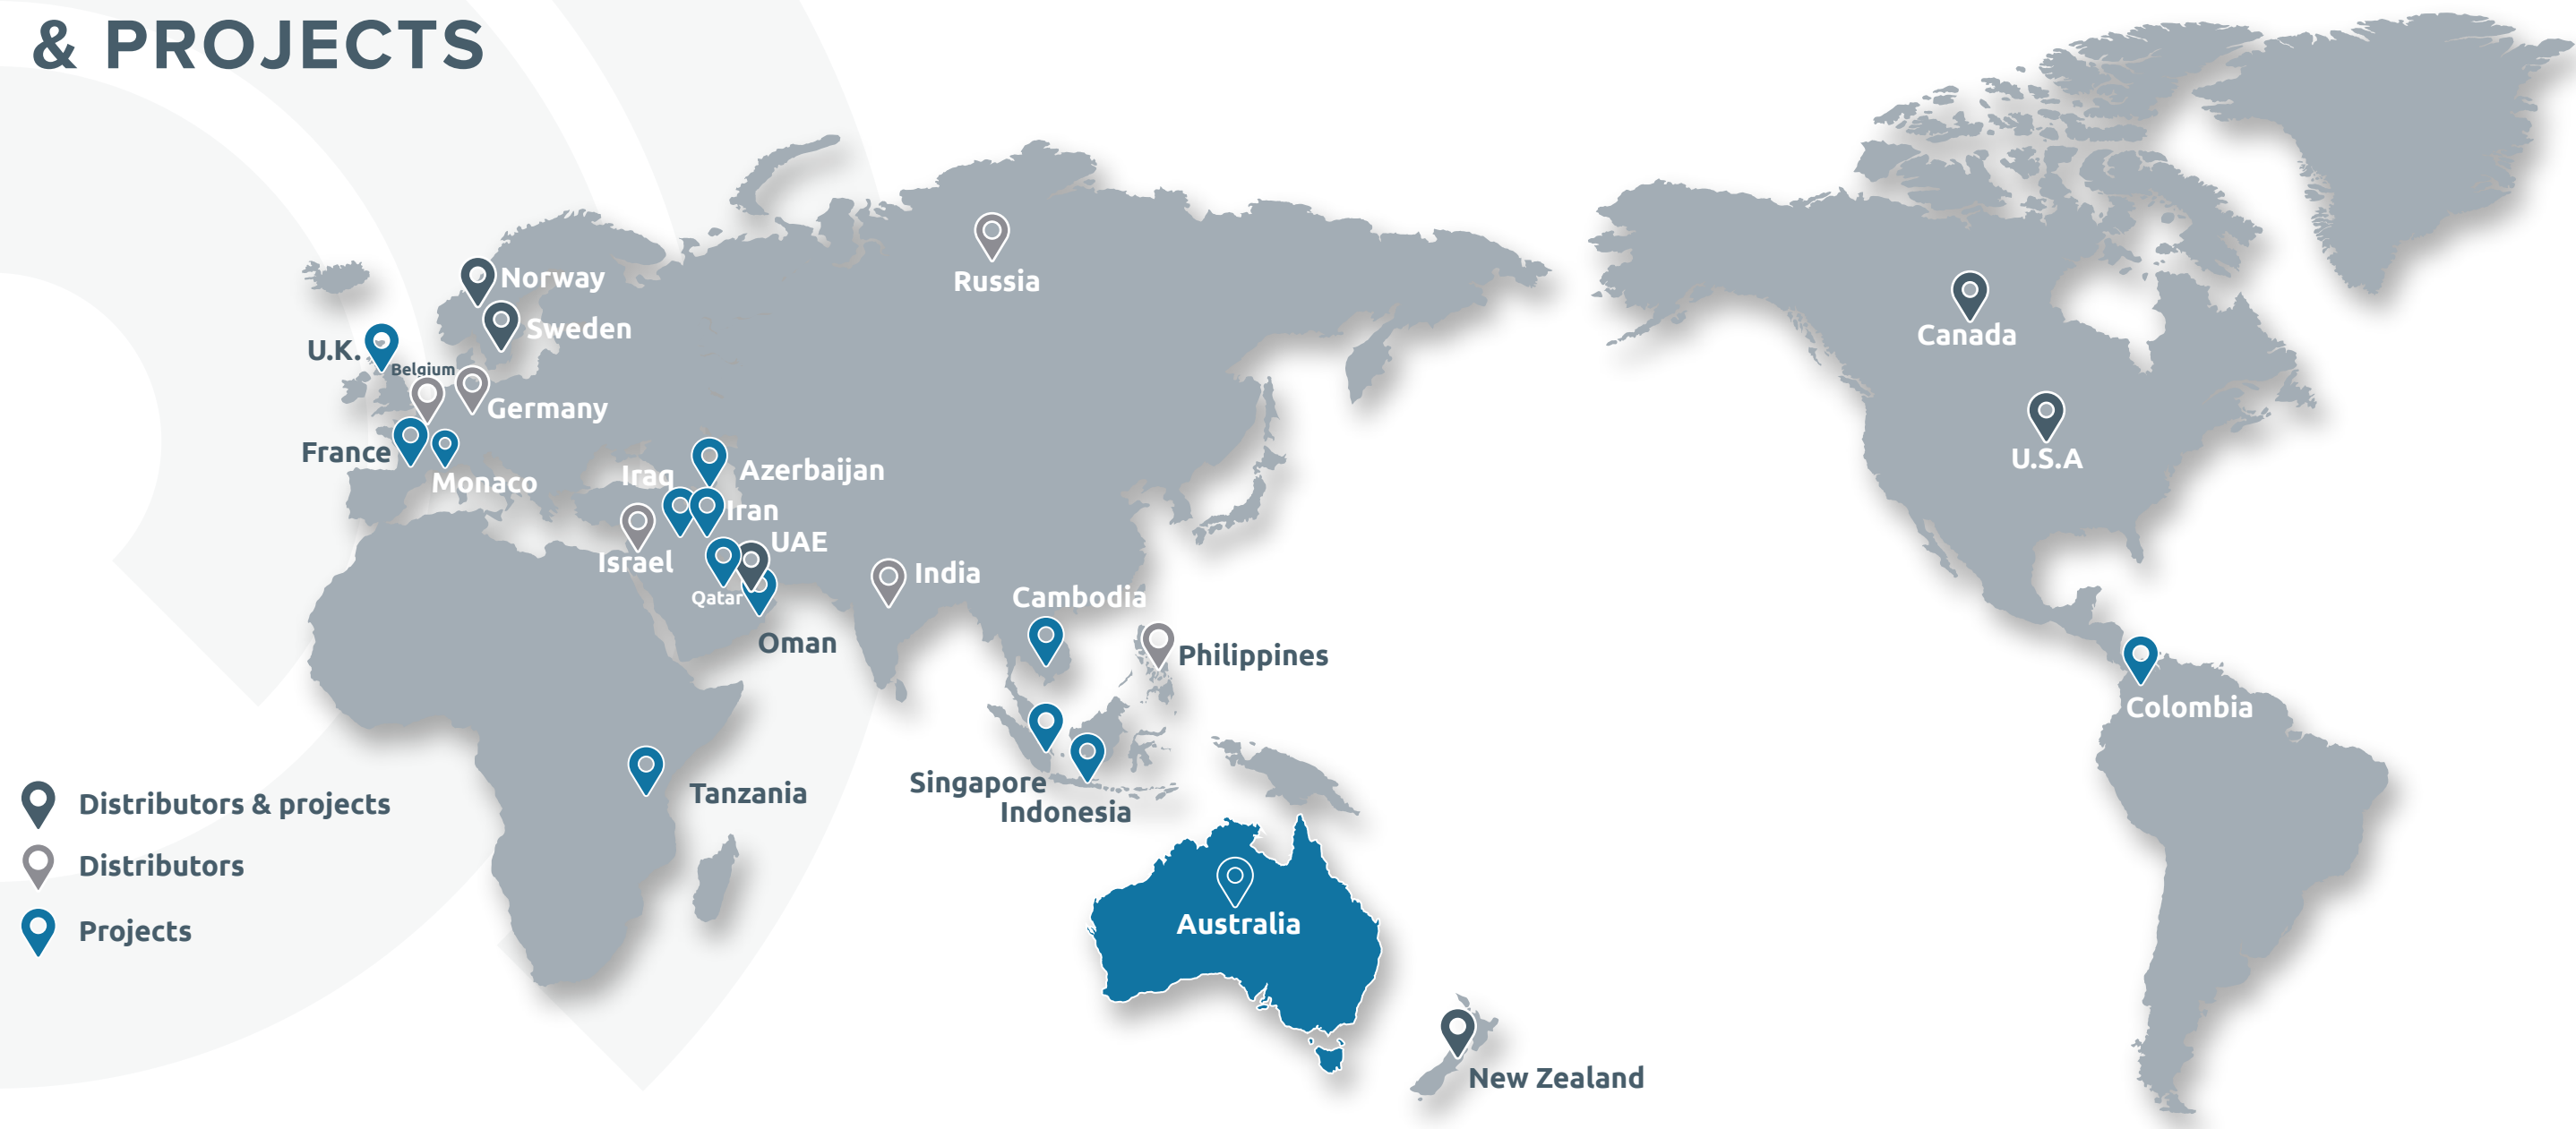 & PROJECTS
Norway
Russia
Sweden
Canada
U.K.
Belgium
Germany
France
U.S.A
Monaco
Iraq
Azerbaijan
Iran
UAE
Israel
India
Qatar
Cambodia
Oman
Philippines
Colombia
Singapore
Tanzania
Indonesia
Distributors & projects
Distributors
Projects
Australia
New Zealand